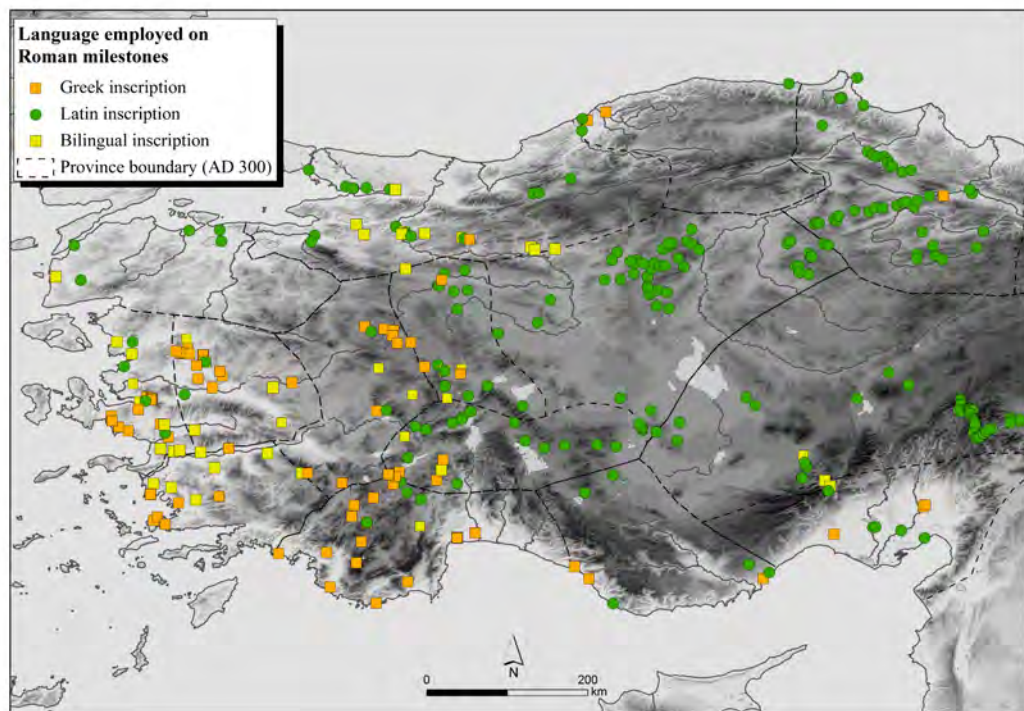 Language employed on
Roman milestones
Greek inscription
Latin inscription
Bilingual inscription
Province boundary (AD 300)
N
0
200
km